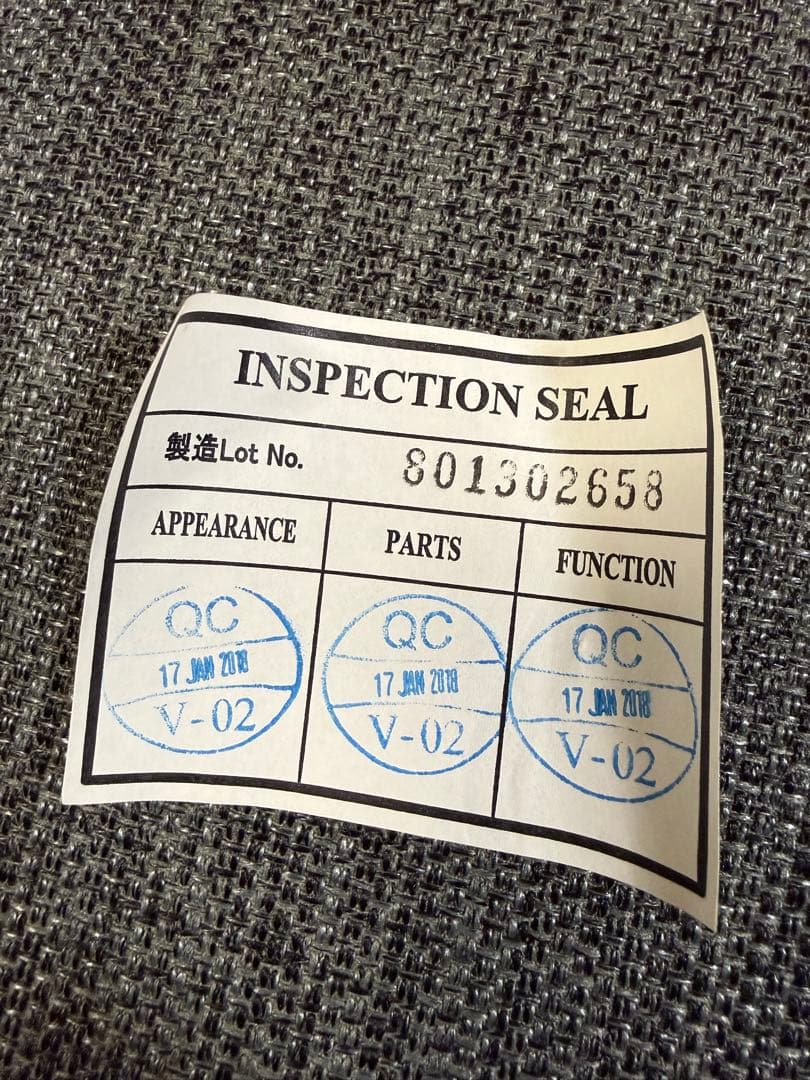 INSPECTION SEAL
製造Lot No. 801302658
APPEARANCE PARTS FUNCTION
QC QC QC
17 JAN 2018 17 JAN 2018 17 JAN 2018
V-02 V-02 V-02